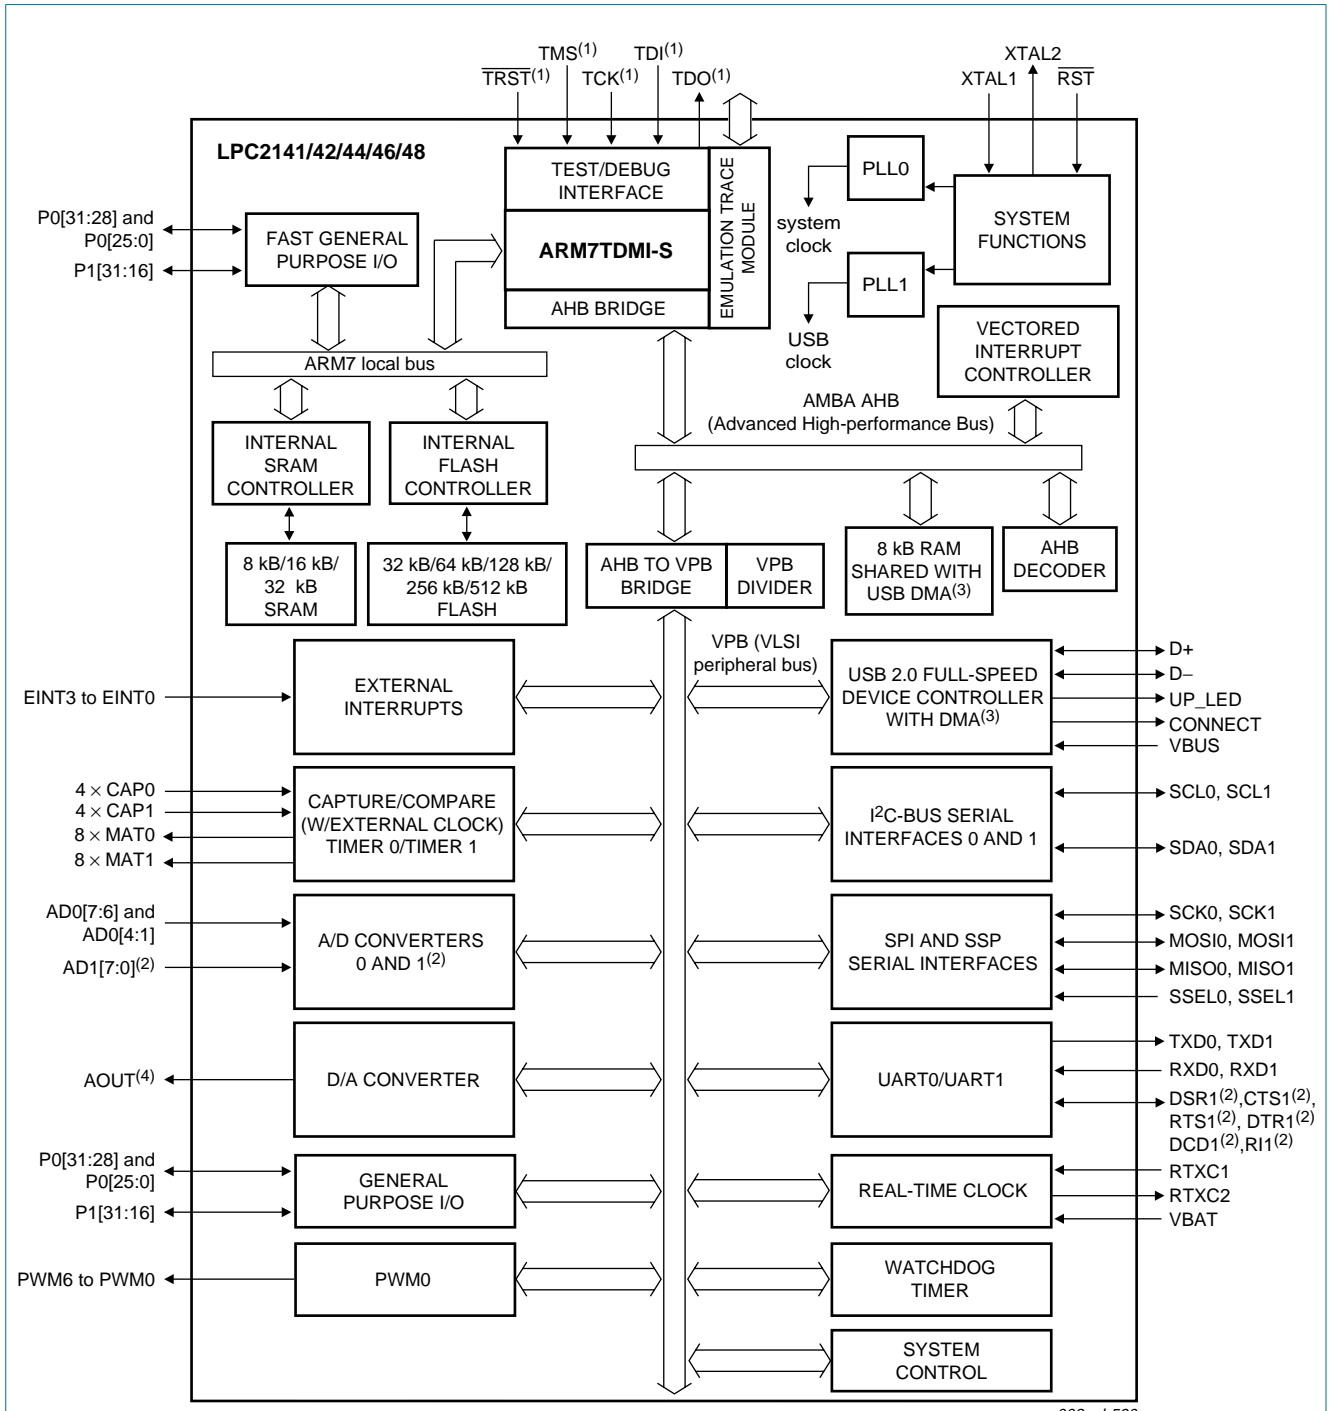 TMS(1)
TDI(1)
TRST(1)
TCK(1)
TDO(1)
XTAL2
XTAL1
RST
LPC2141/42/44/46/48
TEST/DEBUG
INTERFACE
ARM7TDMI-S
AHB BRIDGE
EMULATION TRACE
MODULE
PLL0
system
clock
PLL1
USB
clock
SYSTEM
FUNCTIONS
P0[31:28] and
P0[25:0]
P1[31:16]
FAST GENERAL
PURPOSE I/O
ARM7 local bus
VECTORED
INTERRUPT
CONTROLLER
AMBA AHB
(Advanced High-performance Bus)
INTERNAL
SRAM
CONTROLLER
INTERNAL
FLASH
CONTROLLER
8 kB/16 kB/
32 kB
SRAM
32 kB/64 kB/128 kB/
256 kB/512 kB
FLASH
AHB TO VPB
BRIDGE
VPB
DIVIDER
8 kB RAM
SHARED WITH
USB DMA(3)
AHB
DECODER
VPB (VLSI
peripheral bus)
EINT3 to EINT0
EXTERNAL
INTERRUPTS
USB 2.0 FULL-SPEED
DEVICE CONTROLLER
WITH DMA(3)
D+
D−
UP_LED
CONNECT
VBUS
4 × CAP0
4 × CAP1
8 × MAT0
8 × MAT1
CAPTURE/COMPARE
(W/EXTERNAL CLOCK)
TIMER 0/TIMER 1
I2C-BUS SERIAL
INTERFACES 0 AND 1
SCL0, SCL1
SDA0, SDA1
AD0[7:6] and
AD0[4:1]
AD1[7:0](2)
A/D CONVERTERS
0 AND 1(2)
SPI AND SSP
SERIAL INTERFACES
SCK0, SCK1
MOSI0, MOSI1
MISO0, MISO1
SSEL0, SSEL1
AOUT(4)
D/A CONVERTER
UART0/UART1
TXD0, TXD1
RXD0, RXD1
DSR1(2),CTS1(2),
RTS1(2), DTR1(2)
DCD1(2),RI1(2)
P0[31:28] and
P0[25:0]
P1[31:16]
GENERAL
PURPOSE I/O
REAL-TIME CLOCK
RTXC1
RTXC2
VBAT
PWM6 to PWM0
PWM0
WATCHDOG
TIMER
SYSTEM
CONTROL